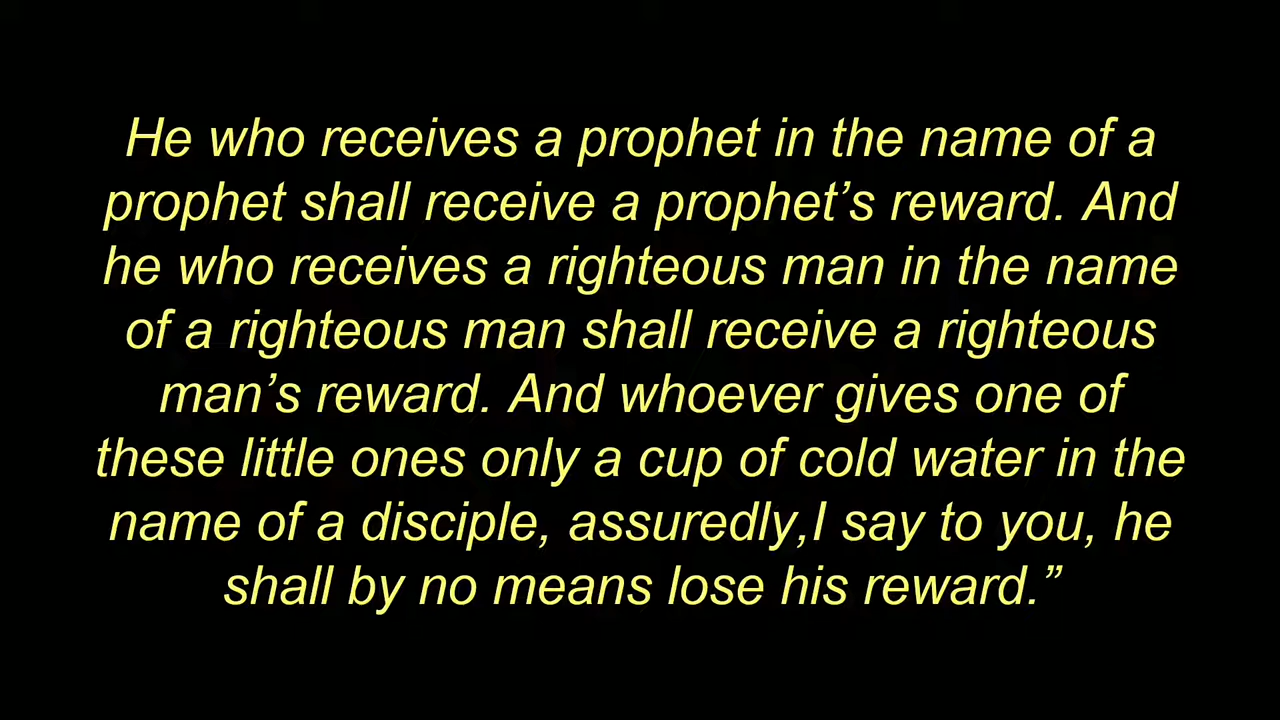 He who receives a prophet in the name of a
prophet shall receive a prophet’s reward. And
he who receives a righteous man in the name
of a righteous man shall receive a righteous
man’s reward. And whoever gives one of
these little ones only a cup of cold water in the
name of a disciple, assuredly,I say to you, he
shall by no means lose his reward.”